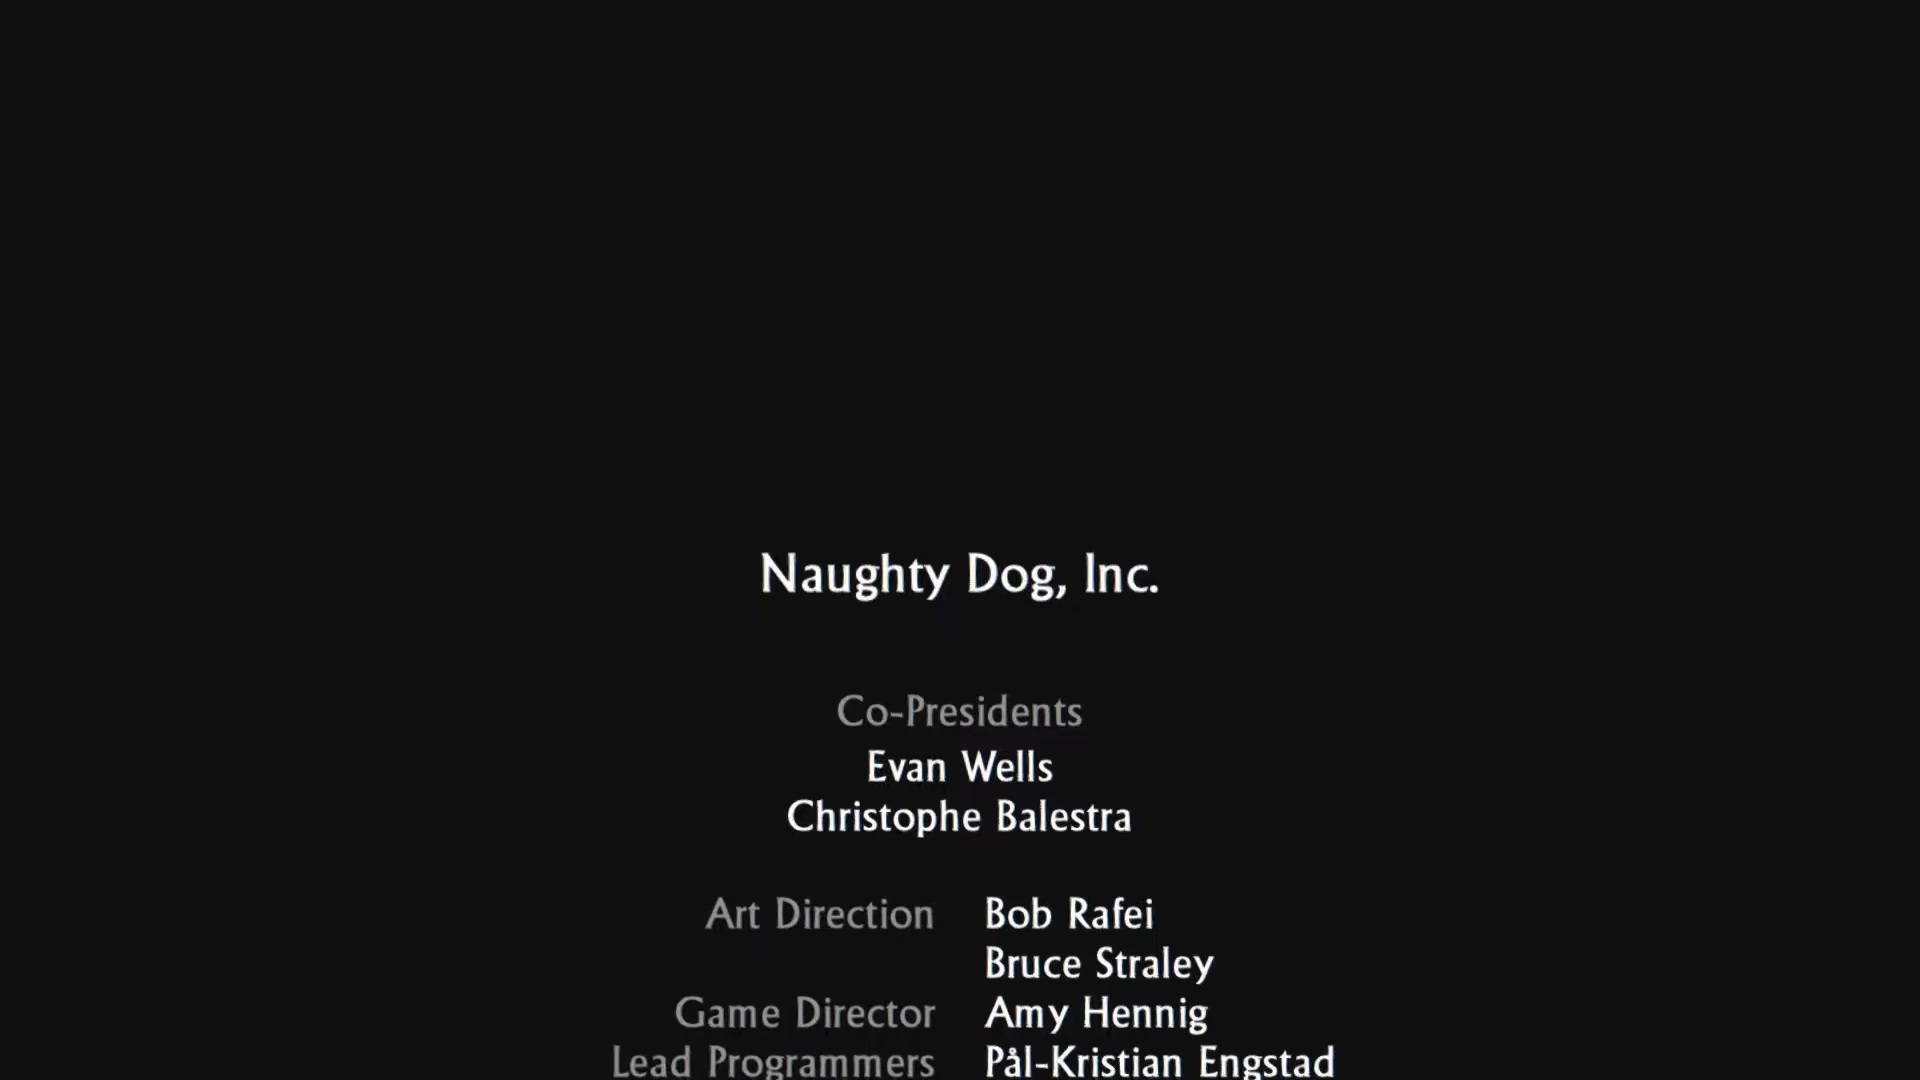 Naughty Dog, Inc.
Co-Presidents
Evan Wells
Christophe Balestra
Art Direction Bob Rafei
Bruce Straley
Game Director Amy Hennig
Lead Programmers Pål-Kristian Engstad